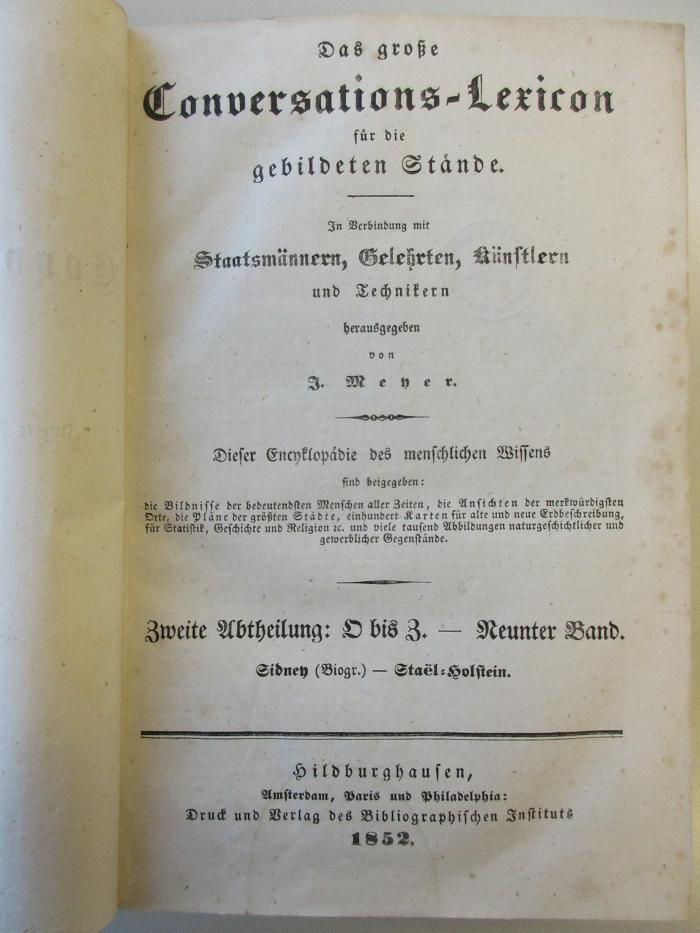 Das große
Conversations-Lexicon
für die
gebildeten Stände.
In Verbindung mit
Staatsmännern, Gelehrten, Künstlern
und Technikern
herausgegeben
von
J. Meyer.
Dieser Encyklopädie des menschlichen Wissens
sind beigegeben:
die Bildnisse der bedeutendsten Menschen aller Zeiten, die Ansichten der merkwürdigsten
Orte, die Pläne der größten Städte, einhundert Karten für alte und neue Erdbeschreibung,
für Statistik, Geschichte und Religion ꝛc. und viele tausend Abbildungen naturgeschichtlicher und
gewerblicher Gegenstände.
Zweite Abtheilung: O bis Z. — Neunter Band.
Sidney (Biogr.) — Staël-Holstein.
Hildburghausen,
Amsterdam, Paris und Philadelphia:
Druck und Verlag des Bibliographischen Instituts
1852.